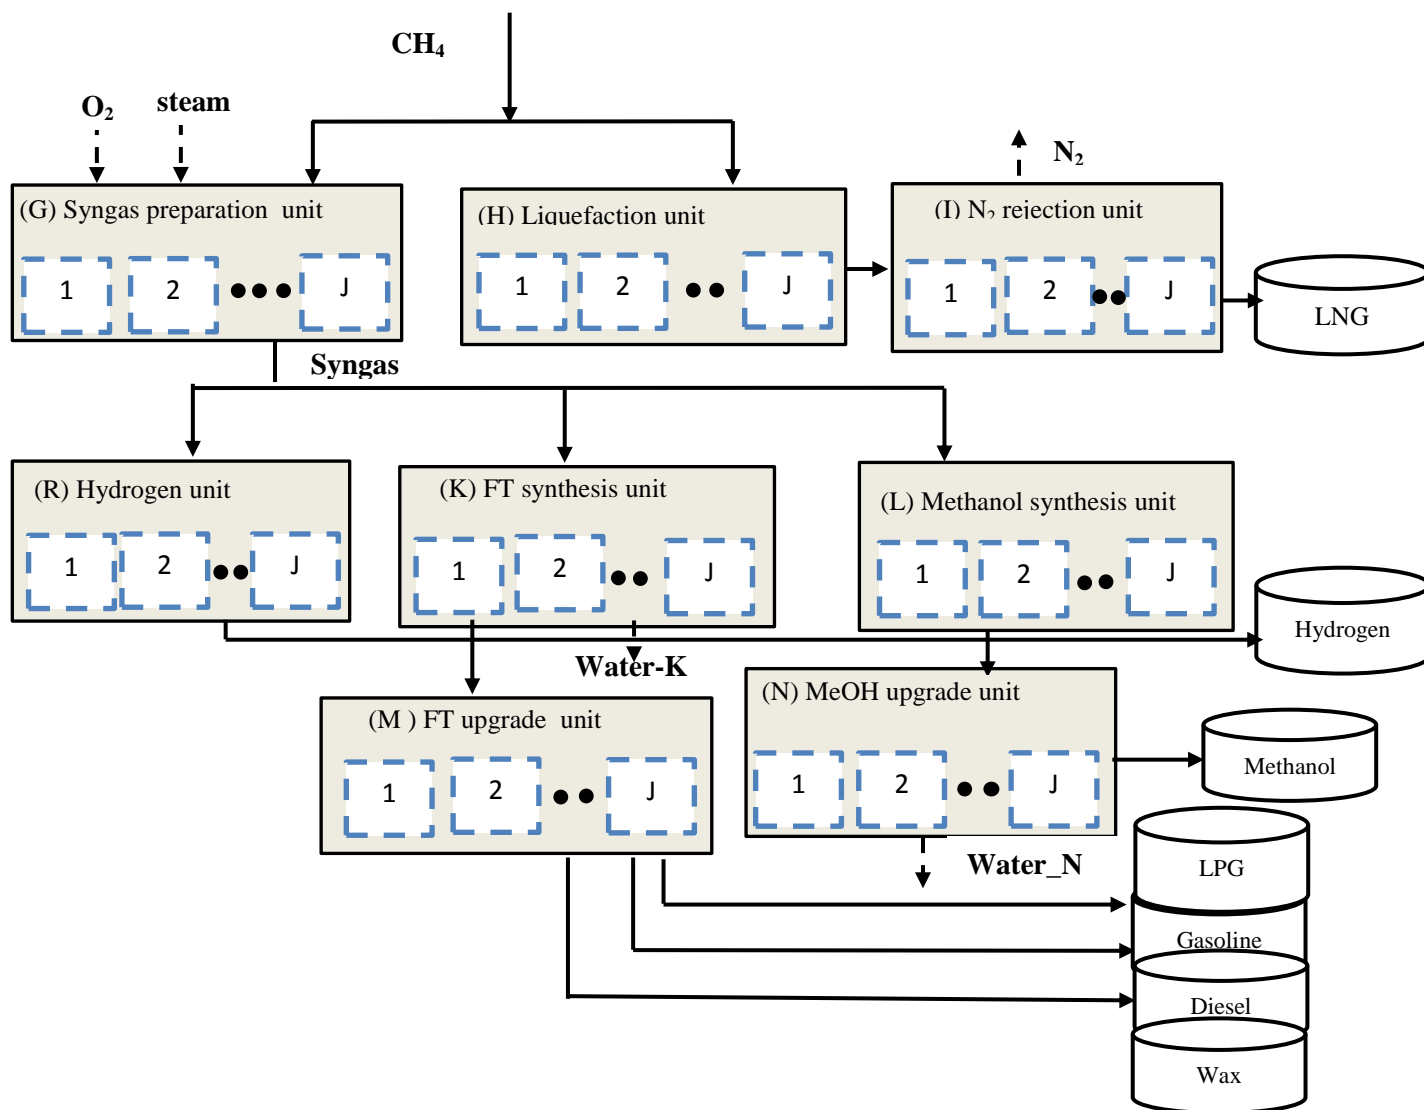 CH₄
O₂
steam
N₂
(G) Syngas preparation unit
(H) Liquefaction unit
(I) N₂ rejection unit
1
2
J
1
2
J
1
2
J
LNG
Syngas
(R) Hydrogen unit
(K) FT synthesis unit
(L) Methanol synthesis unit
1
2
J
1
2
J
1
2
J
Hydrogen
Water-K
(M ) FT upgrade unit
(N) MeOH upgrade unit
1
2
J
1
2
J
Methanol
Water_N
LPG
Gasoline
Diesel
Wax